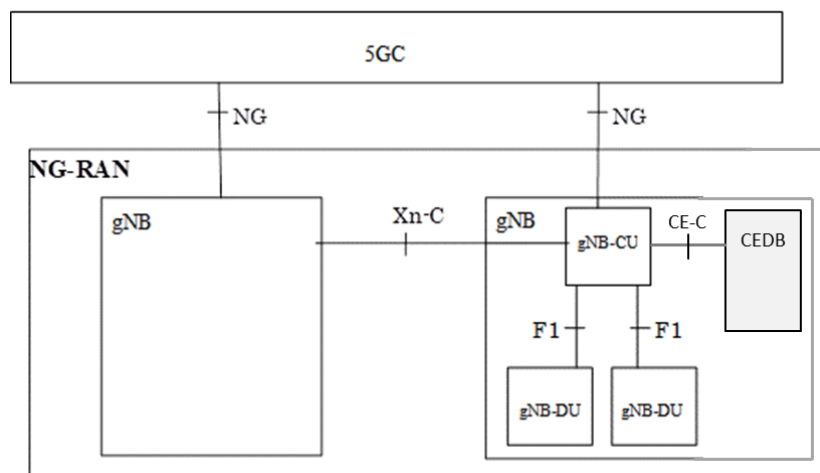 5GC
NG
NG
NG-RAN
gNB
Xn-C
gNB
gNB-CU
CE-C
CEDB
F1
F1
gNB-DU
gNB-DU